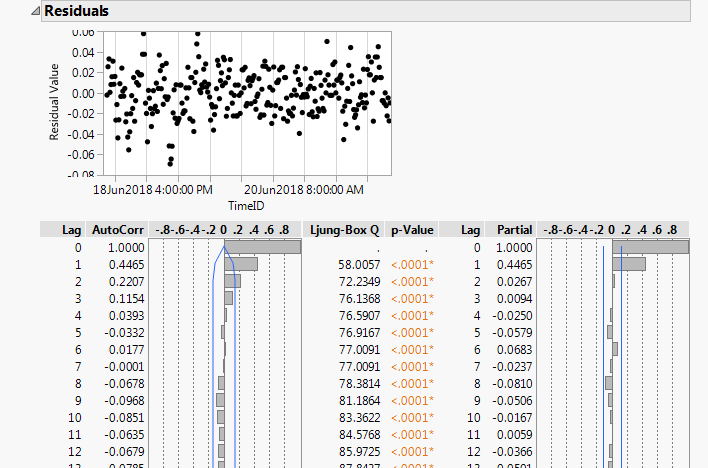 Residuals
0.06
0.04
0.02
0.00
-0.02
-0.04
-0.06
-0.08
Residual Value
18Jun2018 4:00:00 PM 20Jun2018 8:00:00 AM
TimeID
Lag AutoCorr -.8-.6-.4-.2 0 .2 .4 .6 .8 Ljung-Box Q p-Value Lag Partial -.8-.6-.4-.2 0 .2 .4 .6 .8
0 1.0000 . . 0 1.0000
1 0.4465 58.0057 <.0001* 1 0.4465
2 0.2207 72.2349 <.0001* 2 0.0267
3 0.1154 76.1368 <.0001* 3 0.0094
4 0.0393 76.5907 <.0001* 4 -0.0250
5 -0.0332 76.9167 <.0001* 5 -0.0579
6 0.0177 77.0091 <.0001* 6 0.0683
7 -0.0001 77.0091 <.0001* 7 -0.0237
8 -0.0678 78.3814 <.0001* 8 -0.0810
9 -0.0968 81.1864 <.0001* 9 -0.0506
10 -0.0851 83.3622 <.0001* 10 -0.0167
11 -0.0635 84.5768 <.0001* 11 0.0059
12 -0.0679 85.9725 <.0001* 12 -0.0366